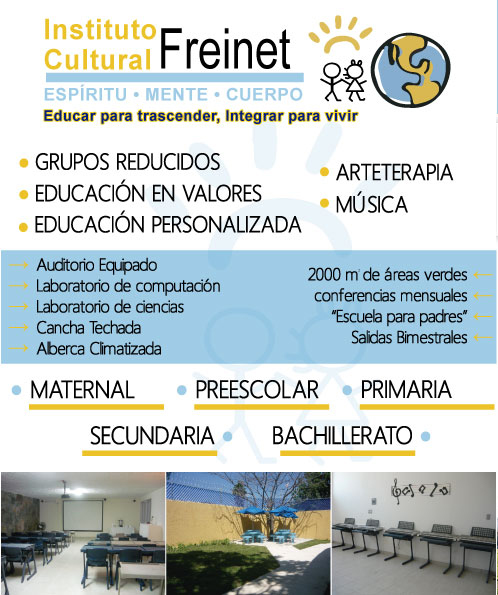 Instituto
Cultural Freinet
ESPÍRITU • MENTE • CUERPO
Educar para trascender, Integrar para vivir
• GRUPOS REDUCIDOS
• EDUCACIÓN EN VALORES
• EDUCACIÓN PERSONALIZADA
• ARTETERAPIA
• MÚSICA
→ Auditorio Equipado
→ Laboratorio de computación
→ Laboratorio de ciencias
→ Cancha Techada
→ Alberca Climatizada
2000 m² de áreas verdes ←
conferencias mensuales ←
“Escuela para padres” ←
Salidas Bimestrales ←
• MATERNAL • PREESCOLAR • PRIMARIA
SECUNDARIA • BACHILLERATO •